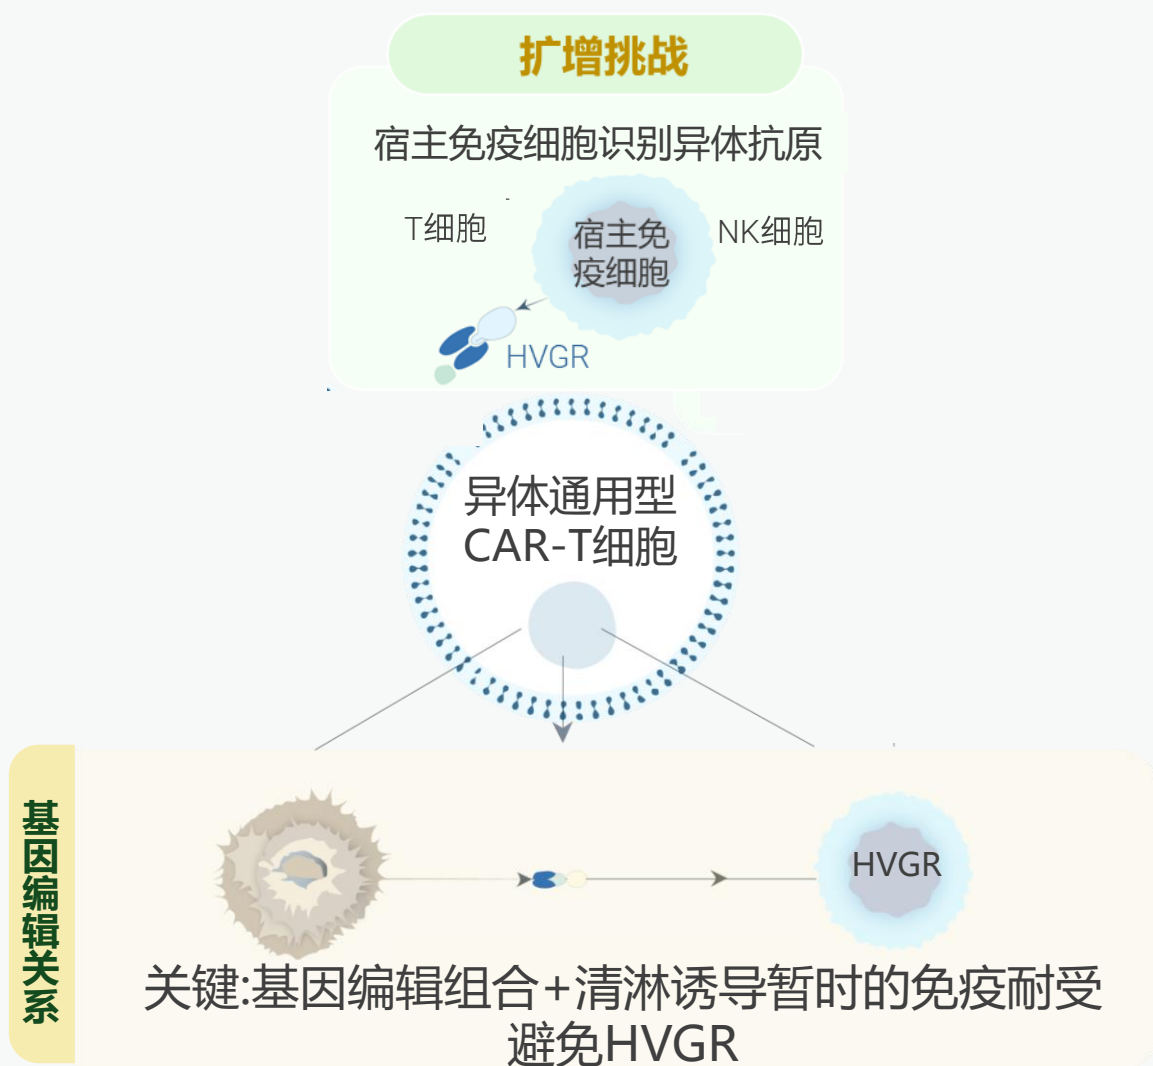 扩增挑战
宿主免疫细胞识别异体抗原
T细胞
宿主免
疫细胞
NK细胞
HVGR
异体通用型
CAR-T细胞
基因编辑关系
HVGR
关键:基因编辑组合+清淋诱导暂时的免疫耐受
避免HVGR